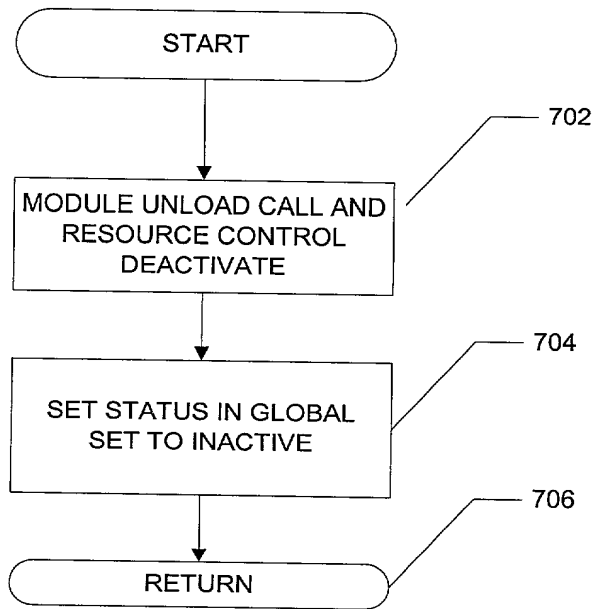 START
702
MODULE UNLOAD CALL AND
RESOURCE CONTROL
DEACTIVATE
704
SET STATUS IN GLOBAL
SET TO INACTIVE
706
RETURN